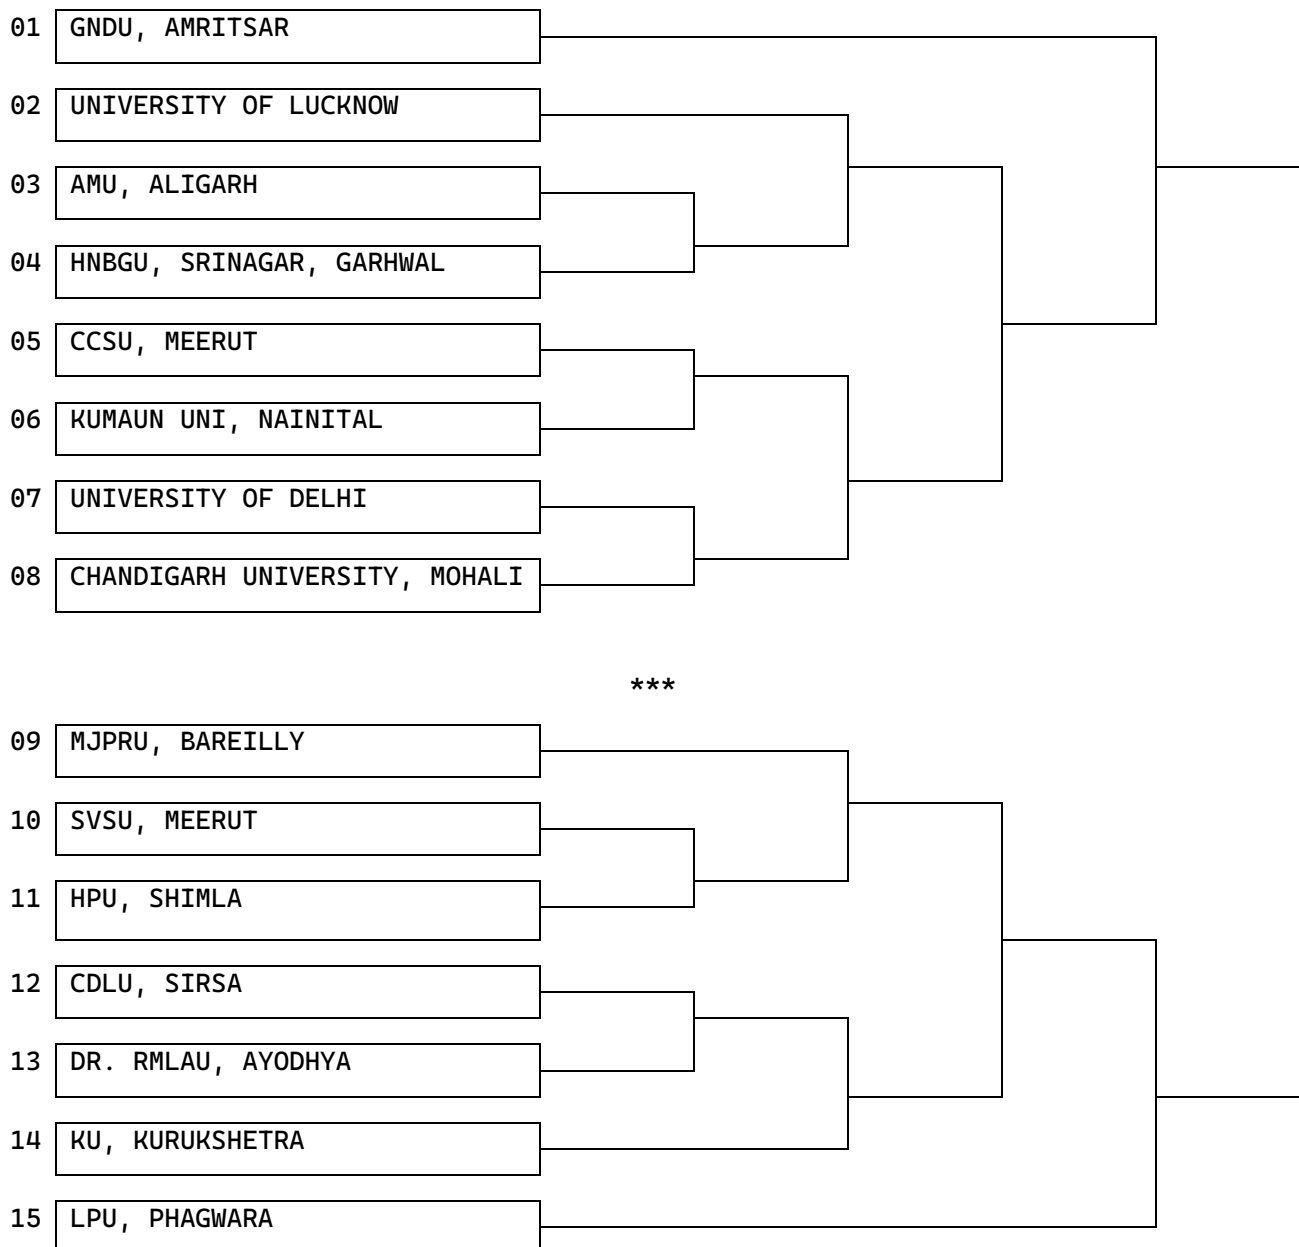 01 GNDU, AMRITSAR
02 UNIVERSITY OF LUCKNOW
03 AMU, ALIGARH
04 HNBGU, SRINAGAR, GARHWAL
05 CCSU, MEERUT
06 KUMAUN UNI, NAINITAL
07 UNIVERSITY OF DELHI
08 CHANDIGARH UNIVERSITY, MOHALI
***
09 MJPRU, BAREILLY
10 SVSU, MEERUT
11 HPU, SHIMLA
12 CDLU, SIRSA
13 DR. RMLAU, AYODHYA
14 KU, KURUKSHETRA
15 LPU, PHAGWARA